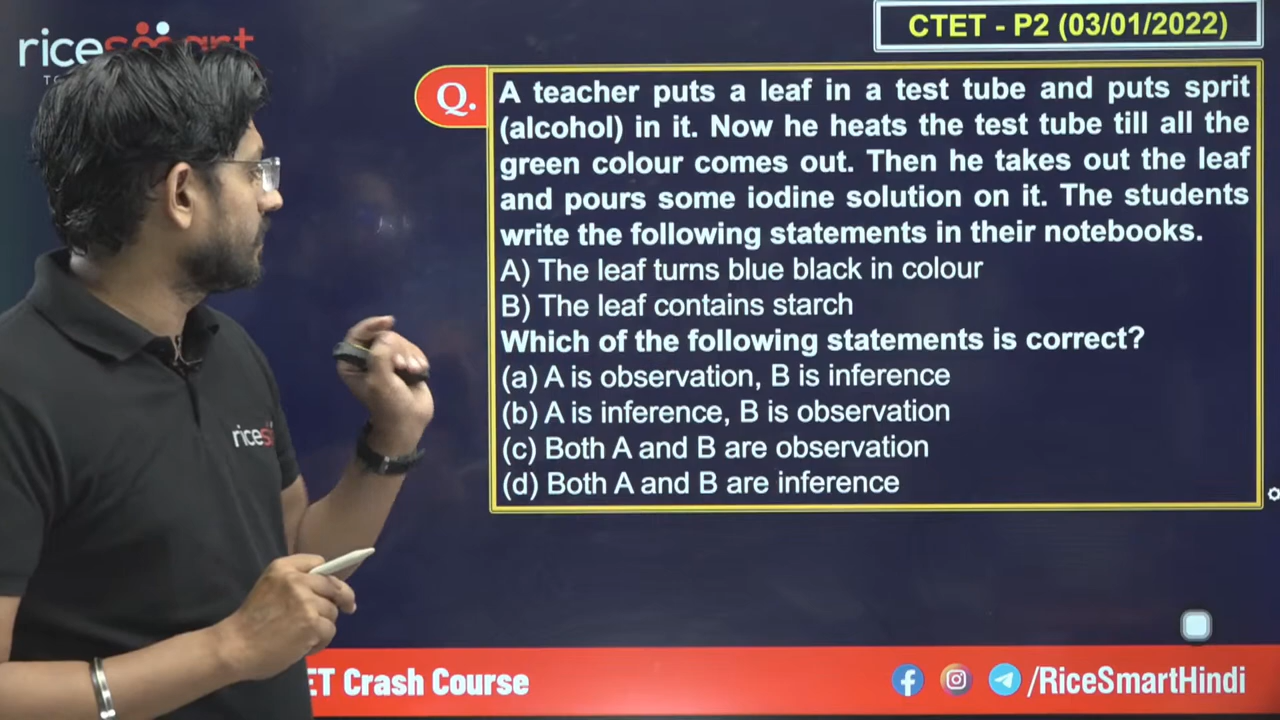 ricesmart
CTET - P2 (03/01/2022)
Q.
A teacher puts a leaf in a test tube and puts sprit
(alcohol) in it. Now he heats the test tube till all the
green colour comes out. Then he takes out the leaf
and pours some iodine solution on it. The students
write the following statements in their notebooks.
A) The leaf turns blue black in colour
B) The leaf contains starch
Which of the following statements is correct?
(a) A is observation, B is inference
(b) A is inference, B is observation
(c) Both A and B are observation
(d) Both A and B are inference
rices
ET Crash Course
/RiceSmartHindi